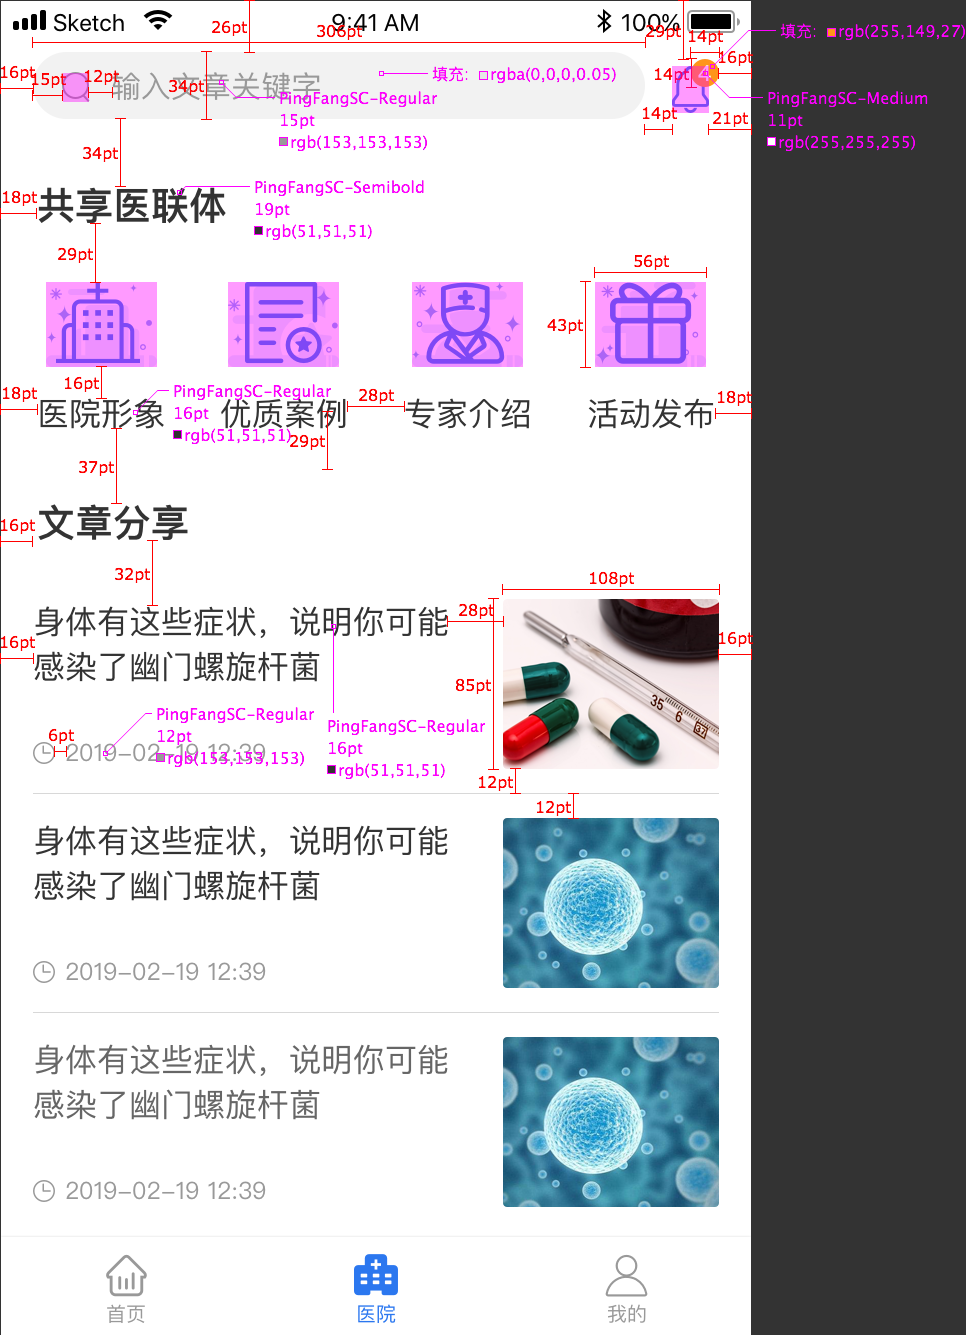 Sketch 9:41 AM 100%
26pt
306pt
29pt
14pt
填充: rgb(255,149,27)
16pt
15pt
12pt
34pt
输入文章关键字
填充: rgba(0,0,0,0.05)
14pt
16pt
PingFangSC-Regular
15pt
rgb(153,153,153)
14pt
21pt
PingFangSC-Medium
11pt
rgb(255,255,255)
34pt
18pt
共享医联体
PingFangSC-Semibold
19pt
rgb(51,51,51)
29pt
56pt
43pt
16pt
18pt
医院形象
优质案例
专家介绍
活动发布
PingFangSC-Regular
16pt
rgb(51,51,51)
28pt
18pt
29pt
37pt
16pt
文章分享
32pt
108pt
28pt
身体有这些症状，说明你可能
感染了幽门螺旋杆菌
16pt
16pt
85pt
35 6 37
PingFangSC-Regular
12pt
rgb(153,153,153)
PingFangSC-Regular
16pt
rgb(51,51,51)
6pt
2019-02-19 12:39
12pt
12pt
身体有这些症状，说明你可能
感染了幽门螺旋杆菌
2019-02-19 12:39
身体有这些症状，说明你可能
感染了幽门螺旋杆菌
2019-02-19 12:39
首页
医院
我的